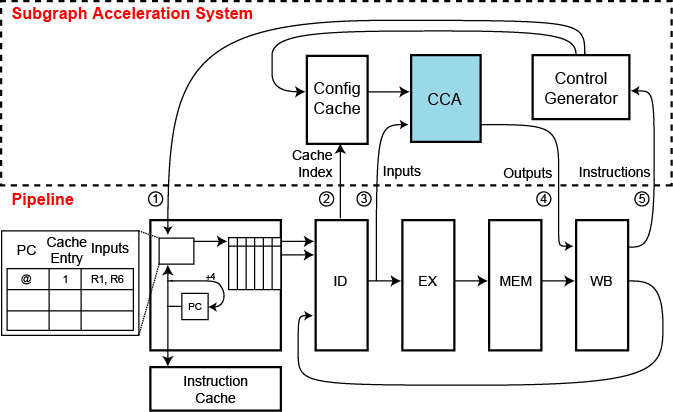 Subgraph Acceleration System
Config
Cache
CCA
Control
Generator
Cache
Index
Inputs
Outputs
Instructions
Pipeline
①
②
③
④
⑤
PC
Cache
Entry
Inputs
@
1
R1, R6
+4
PC
ID
EX
MEM
WB
Instruction
Cache